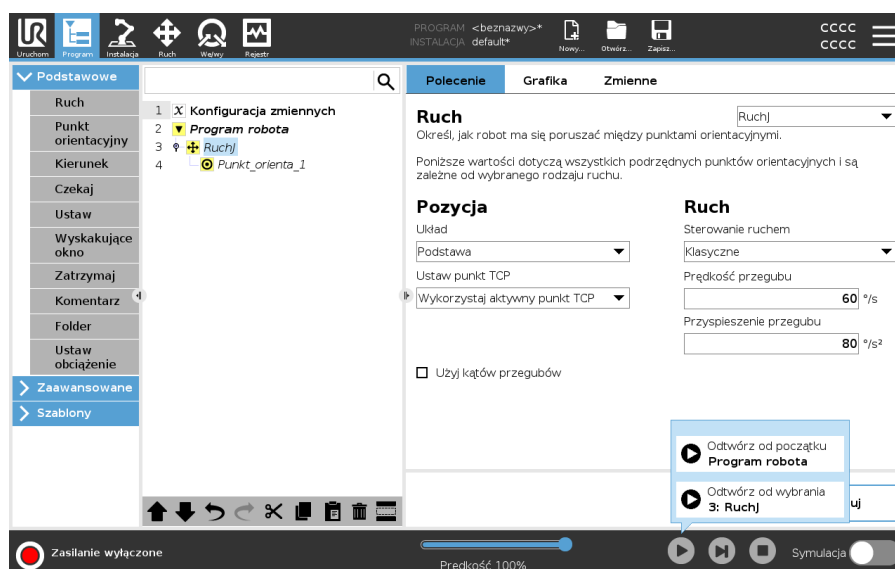 Uruchom
Program
Instalacja
Ruch
We/wy
Rejestr
PROGRAM <beznazwy>*
INSTALACJA default*
Nowy...
Otwórz...
Zapisz...
CCCC
CCCC
Podstawowe
Ruch
Punkt
orientacyjny
Kierunek
Czekaj
Ustaw
Wyskakujące
okno
Zatrzymaj
Komentarz
Folder
Ustaw
obciążenie
Zaawansowane
Szablony
1 X Konfiguracja zmiennych
2 Program robota
3 RuchJ
4 Punkt_orienta_1
Polecenie Grafika Zmienne
Ruch
RuchJ
Określ, jak robot ma się poruszać między punktami orientacyjnymi.
Poniższe wartości dotyczą wszystkich podrzędnych punktów orientacyjnych i są
zależne od wybranego rodzaju ruchu.
Pozycja
Układ
Podstawa
Ustaw punkt TCP
Wykorzystaj aktywny punkt TCP
Użyj kątów przegubów
Ruch
Sterowanie ruchem
Klasyczne
Prędkość przegubu
60 °/s
Przyspieszenie przegubu
80 °/s²
Odtwórz od początku
Program robota
Odtwórz od wybrania
3: RuchJ
uj
Zasilanie wyłączone
Prędkość 100%
Symulacja